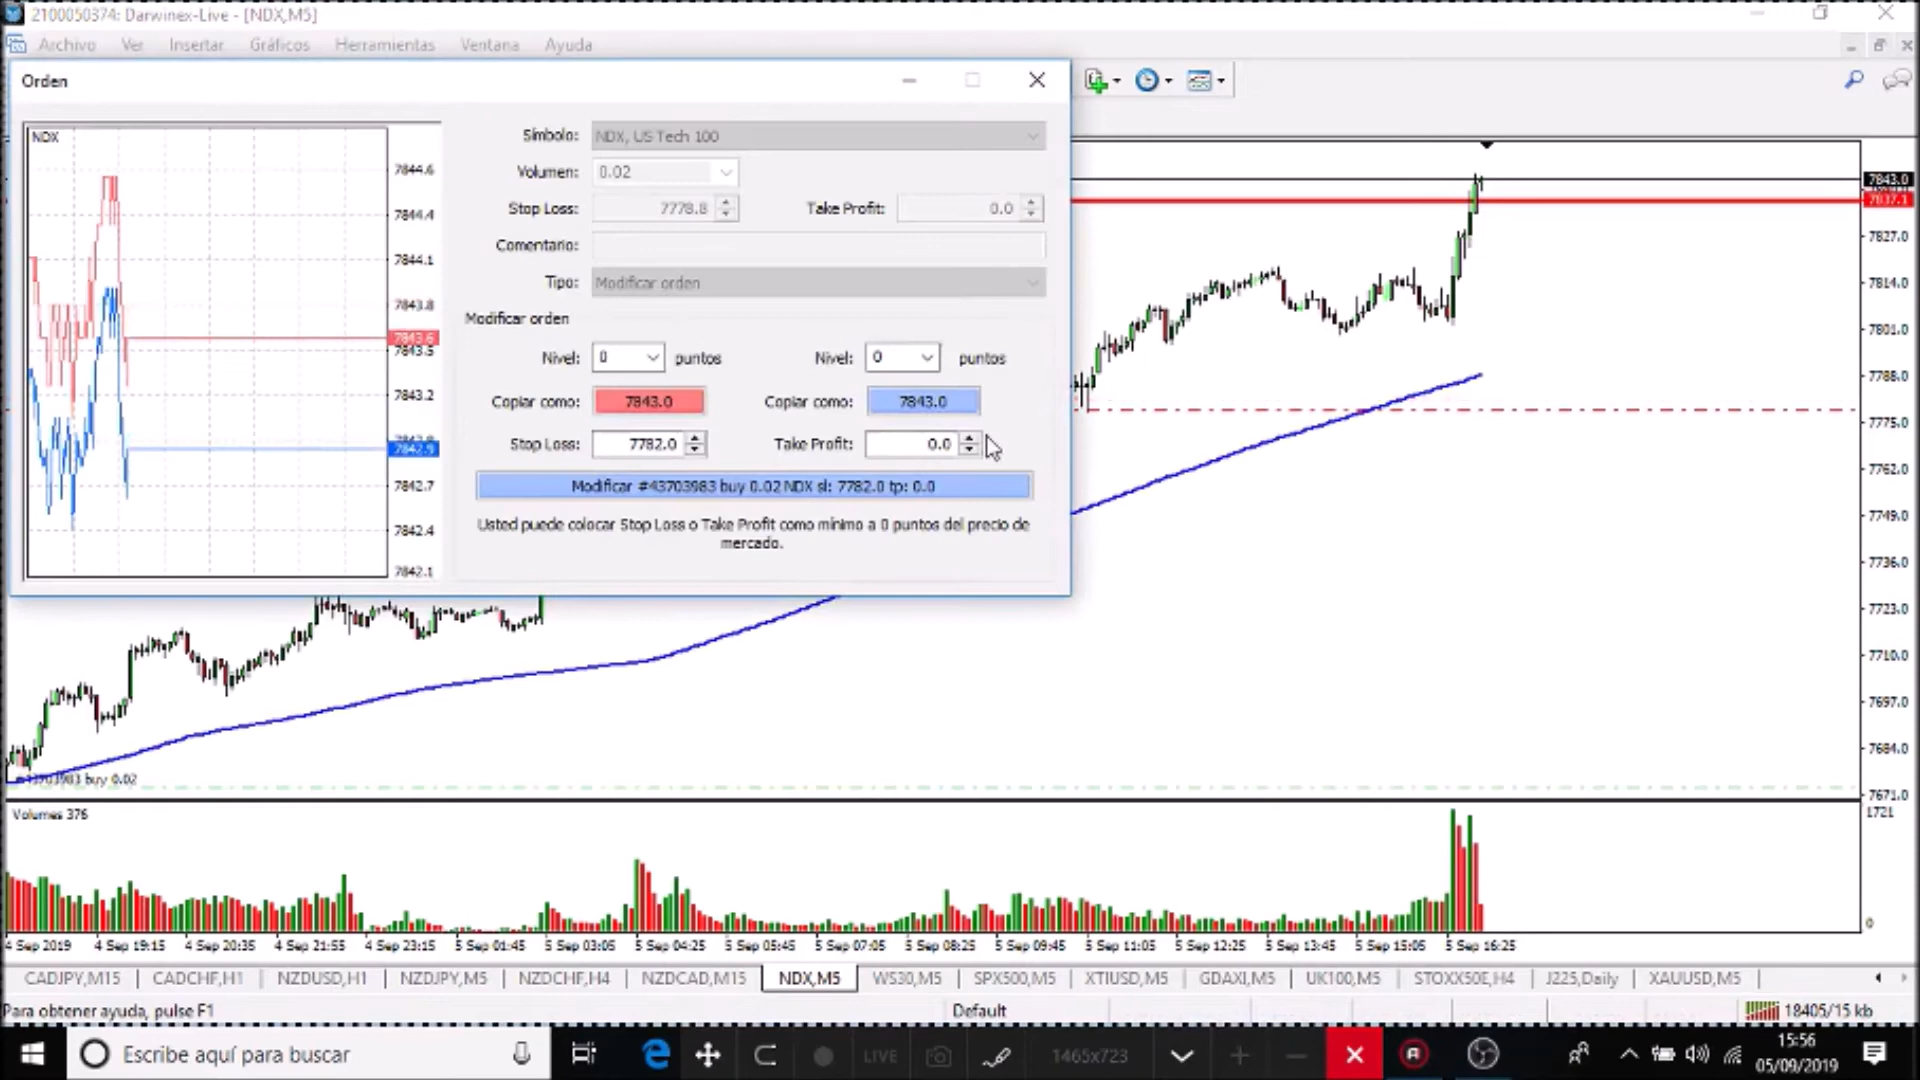 2100050374: Darwinex-Live - [NDX,M5]
Archivo Ver Insertar Gráficos Herramientas Ventana Ayuda
Orden
NDX
7844.6
7844.4
7844.1
7843.8
7843.6
7843.5
7843.2
7842.9
7842.7
7842.4
7842.1
Símbolo: NDX, US Tech 100
Volumen: 0.02
Stop Loss: 7778.8 Take Profit: 0.0
Comentario:
Tipo: Modificar orden
Modificar orden
Nivel: 0 puntos Nivel: 0 puntos
Copiar como: 7843.0 Copiar como: 7843.0
Stop Loss: 7782.0 Take Profit: 0.0
Modificar #43703983 buy 0.02 NDX sl: 7782.0 tp: 0.0
Usted puede colocar Stop Loss o Take Profit como mínimo a 0 puntos del precio de
mercado.
7843.0
7837.1
7827.0
7814.0
7801.0
7788.0
7775.0
7762.0
7749.0
7736.0
7723.0
7710.0
7697.0
7684.0
7671.0
#43703983 buy 0.02
Volumes 376
1721
0
4 Sep 2019 4 Sep 19:15 4 Sep 20:35 4 Sep 21:55 4 Sep 23:15 5 Sep 01:45 5 Sep 03:05 5 Sep 04:25 5 Sep 05:45 5 Sep 07:05 5 Sep 08:25 5 Sep 09:45 5 Sep 11:05 5 Sep 12:25 5 Sep 13:45 5 Sep 15:05 5 Sep 16:25
CADJPY,M15 CADCHF,H1 NZDUSD,H1 NZDJPY,M5 NZDCHF,H4 NZDCAD,M15 NDX,M5 WS30,M5 SPX500,M5 XTIUSD,M5 GDAXI,M5 UK100,M5 STOXX50E,H4 J225,Daily XAUUSD,M5
Para obtener ayuda, pulse F1 Default 18405/15 kb
Escribe aquí para buscar LIVE 1465x723 15:56
05/09/2019